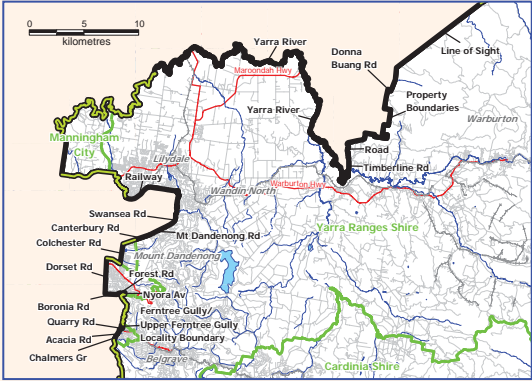 0 5 10
kilometres
Yarra River
Donna
Buang Rd
Line of Sight
Maroondah Hwy
Property
Boundaries
Yarra River
Warburton
Manningham
City
Road
Lilydale
Timberline Rd
Railway
Warburton Hwy
Wandin North
Swansea Rd
Canterbury Rd
Yarra Ranges Shire
Mt Dandenong Rd
Colchester Rd
Mount Dandenong
Dorset Rd
Forest Rd
Nyora Av
Boronia Rd
Ferntree Gully/
Quarry Rd
Upper Ferntree Gully
Acacia Rd
Locality Boundary
Chalmers Gr
Belgrave
Cardinia Shire